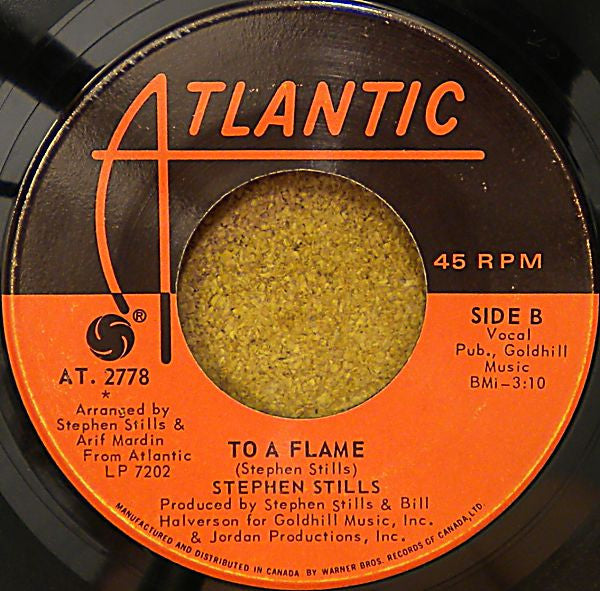 ATLANTIC
45 RPM
®
AT. 2778
*
Arranged by
Stephen Stills &
Arif Mardin
From Atlantic
LP 7202
SIDE B
Vocal
Pub., Goldhill
Music
BMi-3:10
TO A FLAME
(Stephen Stills)
STEPHEN STILLS
Produced by Stephen Stills & Bill
Halverson for Goldhill Music, Inc.
& Jordan Productions, Inc.
MANUFACTURED AND DISTRIBUTED IN CANADA BY WARNER BROS. RECORDS OF CANADA, LTD.